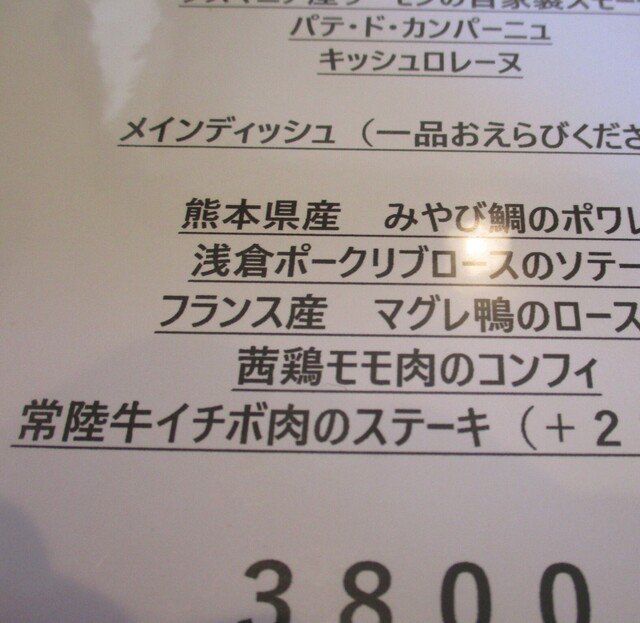 パテ・ド・カンパーニュ
キッシュロレーヌ
メインディッシュ（一品おえらびくださ
熊本県産　みやび鯛のポワレ
浅倉ポークリブロースのソテー
フランス産　マグレ鴨のロース
茜鶏モモ肉のコンフィ
常陸牛イチボ肉のステーキ（＋２
３８００